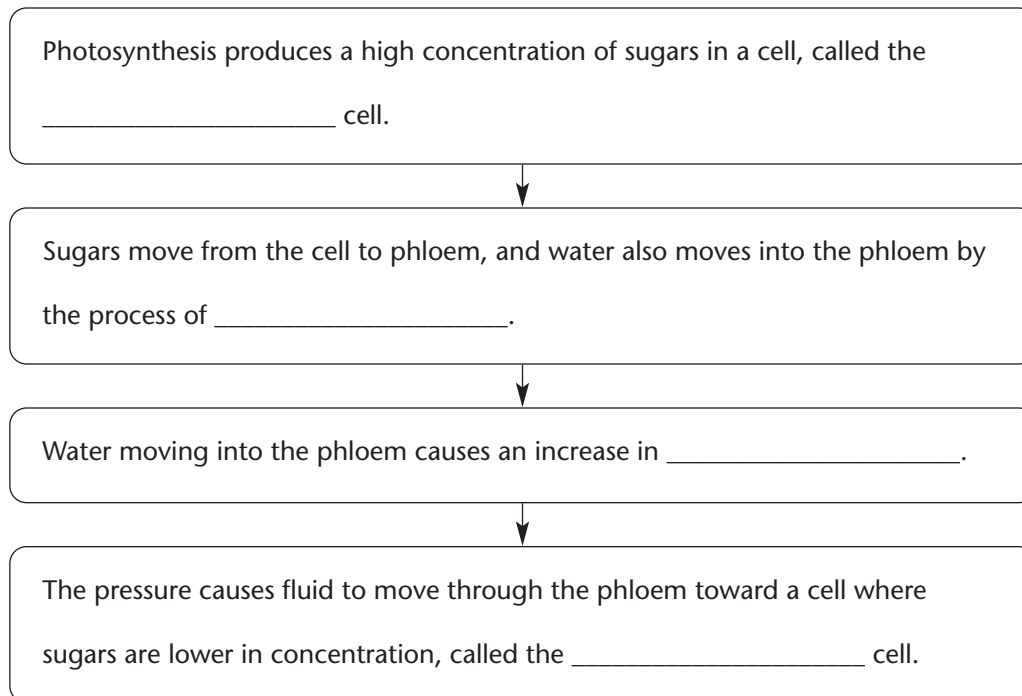 Photosynthesis produces a high concentration of sugars in a cell, called the
______________________ cell.
Sugars move from the cell to phloem, and water also moves into the phloem by
the process of ______________________.
Water moving into the phloem causes an increase in ______________________.
The pressure causes fluid to move through the phloem toward a cell where
sugars are lower in concentration, called the ______________________ cell.